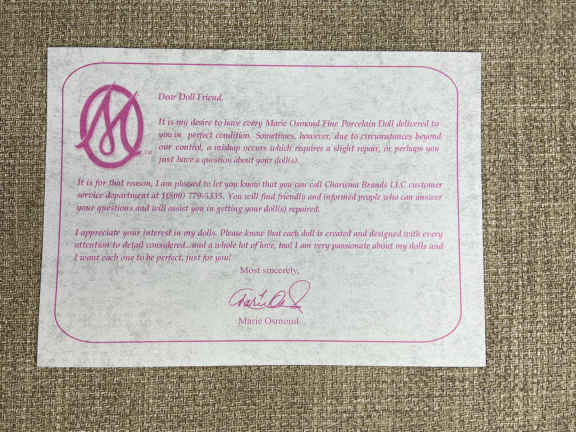 Dear Doll Friend,
It is my desire to have every Marie Osmond Fine Porcelain Doll delivered to
you in perfect condition. Sometimes, however, due to circumstances beyond
our control, a mishap occurs which requires a slight repair, or perhaps you
just have a question about your doll(s).
It is for that reason, I am pleased to let you know that you can call Charisma Brands LLC customer
service department at 1(800) 779-5335. You will find friendly and informed people who can answer
your questions and will assist you in getting your doll(s) repaired.
I appreciate your interest in my dolls. Please know that each doll is created and designed with every
attention to detail considered...and a whole lot of love, too! I am very passionate about my dolls and
I want each one to be perfect, just for you!
Most sincerely,
Marie Osmond